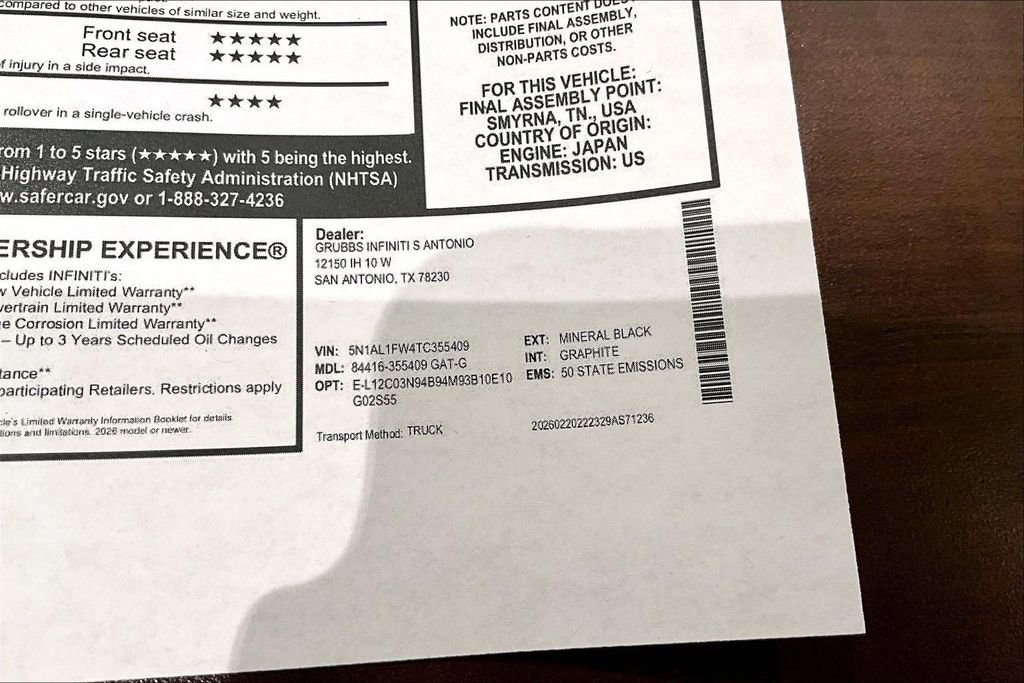 compared to other vehicles of similar size and weight.
Front seat ★★★★★
Rear seat ★★★★★
of injury in a side impact.
★★★★
rollover in a single-vehicle crash.
rom 1 to 5 stars (★★★★★) with 5 being the highest.
Highway Traffic Safety Administration (NHTSA)
w.safercar.gov or 1-888-327-4236
NOTE: PARTS CONTENT DOES
INCLUDE FINAL ASSEMBLY,
DISTRIBUTION, OR OTHER
NON-PARTS COSTS.
FOR THIS VEHICLE:
FINAL ASSEMBLY POINT:
SMYRNA, TN., USA
COUNTRY OF ORIGIN:
ENGINE: JAPAN
TRANSMISSION: US
ERSHIP EXPERIENCE®
cludes INFINITI's:
w Vehicle Limited Warranty**
vertrain Limited Warranty**
e Corrosion Limited Warranty**
– Up to 3 Years Scheduled Oil Changes
tance**
participating Retailers. Restrictions apply
cle's Limited Warranty Information Booklet for details
tions and limitations. 2026 model or newer.
Dealer:
GRUBBS INFINITI S ANTONIO
12150 IH 10 W
SAN ANTONIO, TX 78230
VIN: 5N1AL1FW4TC355409
MDL: 84416-355409 GAT-G
OPT: E-L12C03N94B94M93B10E10
G02S55
EXT: MINERAL BLACK
INT: GRAPHITE
EMS: 50 STATE EMISSIONS
Transport Method: TRUCK
20260220222329AS71236